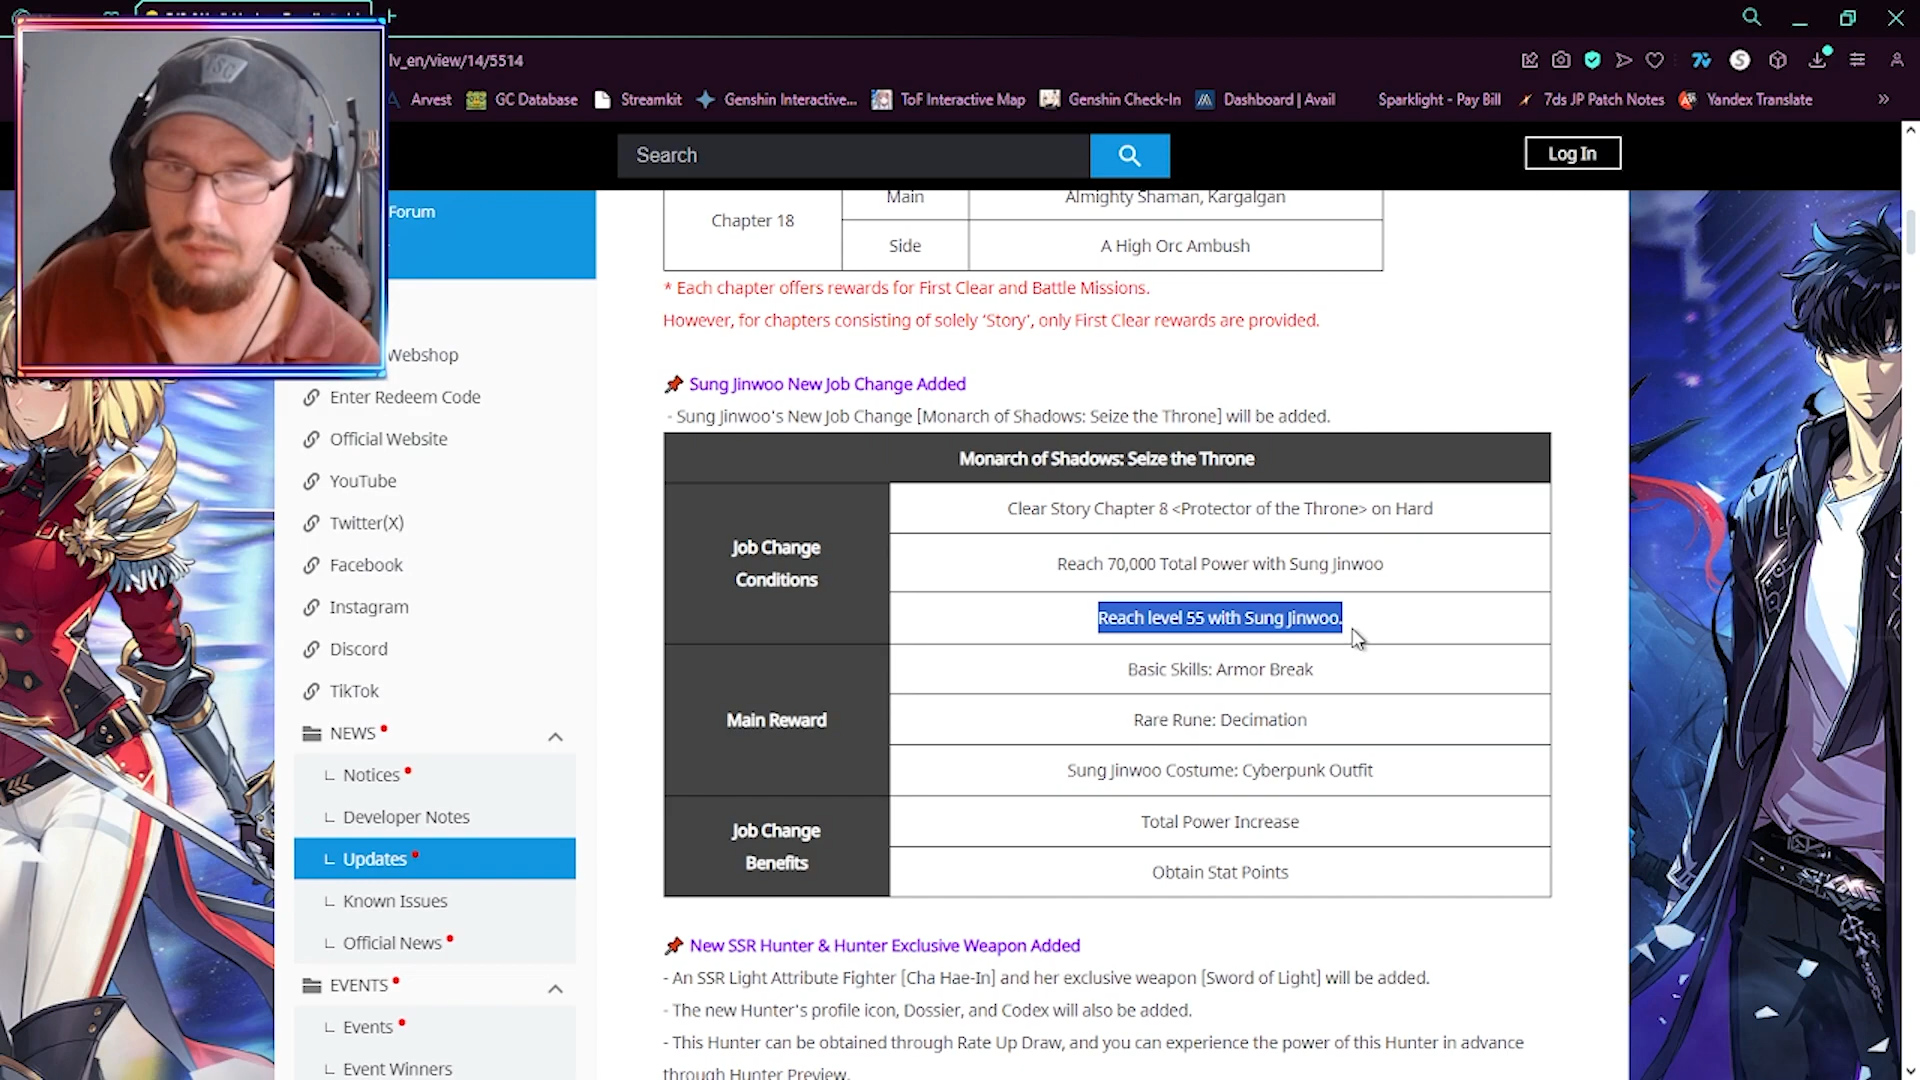 lv_en/view/14/5514
Arvest
GC Database
Streamkit
Genshin Interactive...
ToF Interactive Map
Genshin Check-In
Dashboard | Avail
Sparklight - Pay Bill
7ds JP Patch Notes
Yandex Translate
»
Search
Log In
Forum
Webshop
Enter Redeem Code
Official Website
YouTube
Twitter(X)
Facebook
Instagram
Discord
TikTok
NEWS
Notices
Developer Notes
Updates
Known Issues
Official News
EVENTS
Events
Event Winners
Chapter 18
Main
Almighty Shaman, Kargalgan
Side
A High Orc Ambush
* Each chapter offers rewards for First Clear and Battle Missions.
However, for chapters consisting of solely ‘Story’, only First Clear rewards are provided.
Sung Jinwoo New Job Change Added
- Sung Jinwoo's New Job Change [Monarch of Shadows: Seize the Throne] will be added.
Monarch of Shadows: Seize the Throne
Job Change
Conditions
Clear Story Chapter 8 <Protector of the Throne> on Hard
Reach 70,000 Total Power with Sung Jinwoo
Reach level 55 with Sung Jinwoo.
Main Reward
Basic Skills: Armor Break
Rare Rune: Decimation
Sung Jinwoo Costume: Cyberpunk Outfit
Job Change
Benefits
Total Power Increase
Obtain Stat Points
New SSR Hunter & Hunter Exclusive Weapon Added
- An SSR Light Attribute Fighter [Cha Hae-In] and her exclusive weapon [Sword of Light] will be added.
- The new Hunter's profile icon, Dossier, and Codex will also be added.
- This Hunter can be obtained through Rate Up Draw, and you can experience the power of this Hunter in advance
through Hunter Preview.